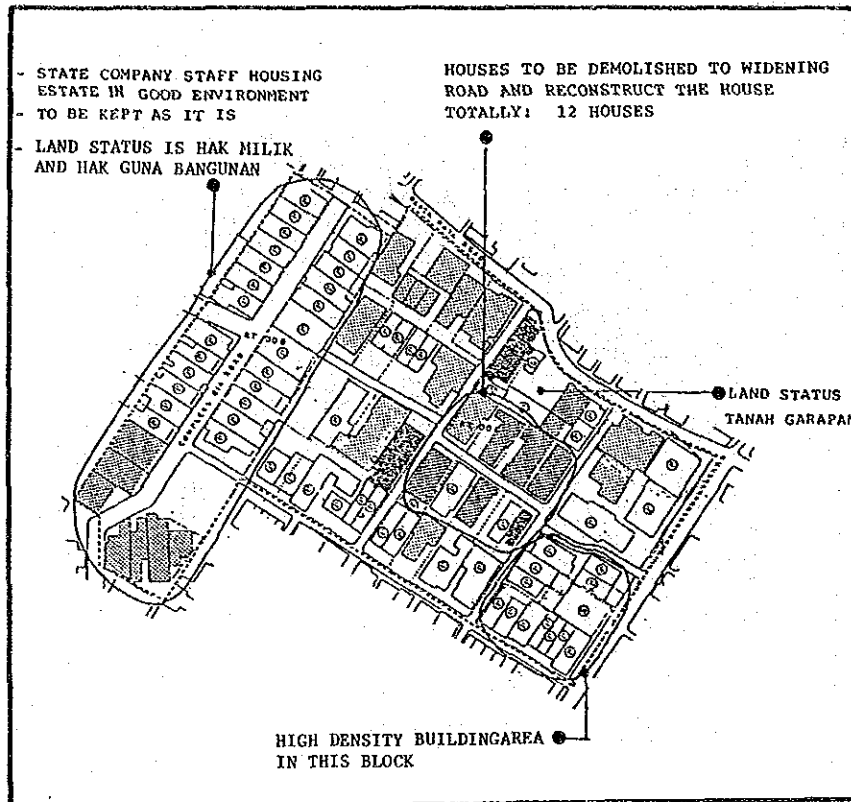 - STATE COMPANY STAFF HOUSING
ESTATE IN GOOD ENVIRONMENT
- TO BE KEPT AS IT IS
- LAND STATUS IS HAK MILIK
AND HAK GUNA BANGUNAN
HOUSES TO BE DEMOLISHED TO WIDENING
ROAD AND RECONSTRUCT THE HOUSE
TOTALLY: 12 HOUSES
LAND STATUS
TANAH GARAPAN
HIGH DENSITY BUILDINGAREA
IN THIS BLOCK